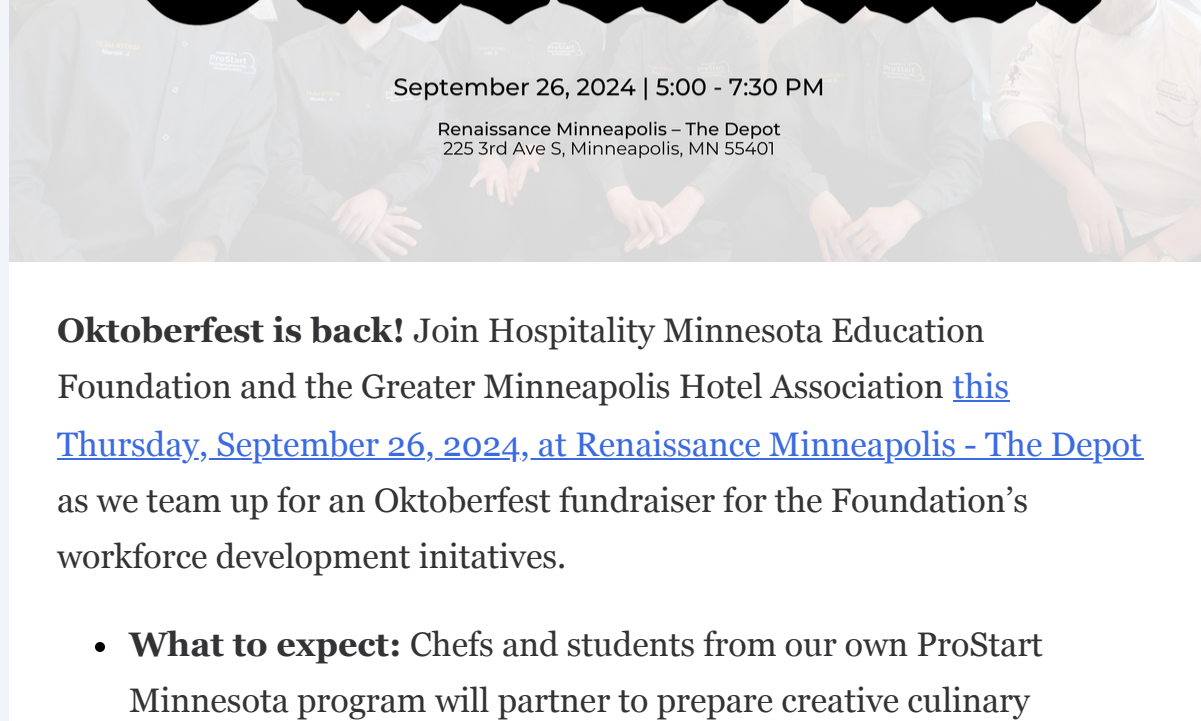 September 26, 2024 | 5:00 - 7:30 PM
Renaissance Minneapolis – The Depot
225 3rd Ave S, Minneapolis, MN 55401
ProStart
ProStart
ProStart
Oktoberfest is back! Join Hospitality Minnesota Education
Foundation and the Greater Minneapolis Hotel Association this
Thursday, September 26, 2024, at Renaissance Minneapolis - The Depot
as we team up for an Oktoberfest fundraiser for the Foundation’s
workforce development initatives.
• What to expect: Chefs and students from our own ProStart
Minnesota program will partner to prepare creative culinary